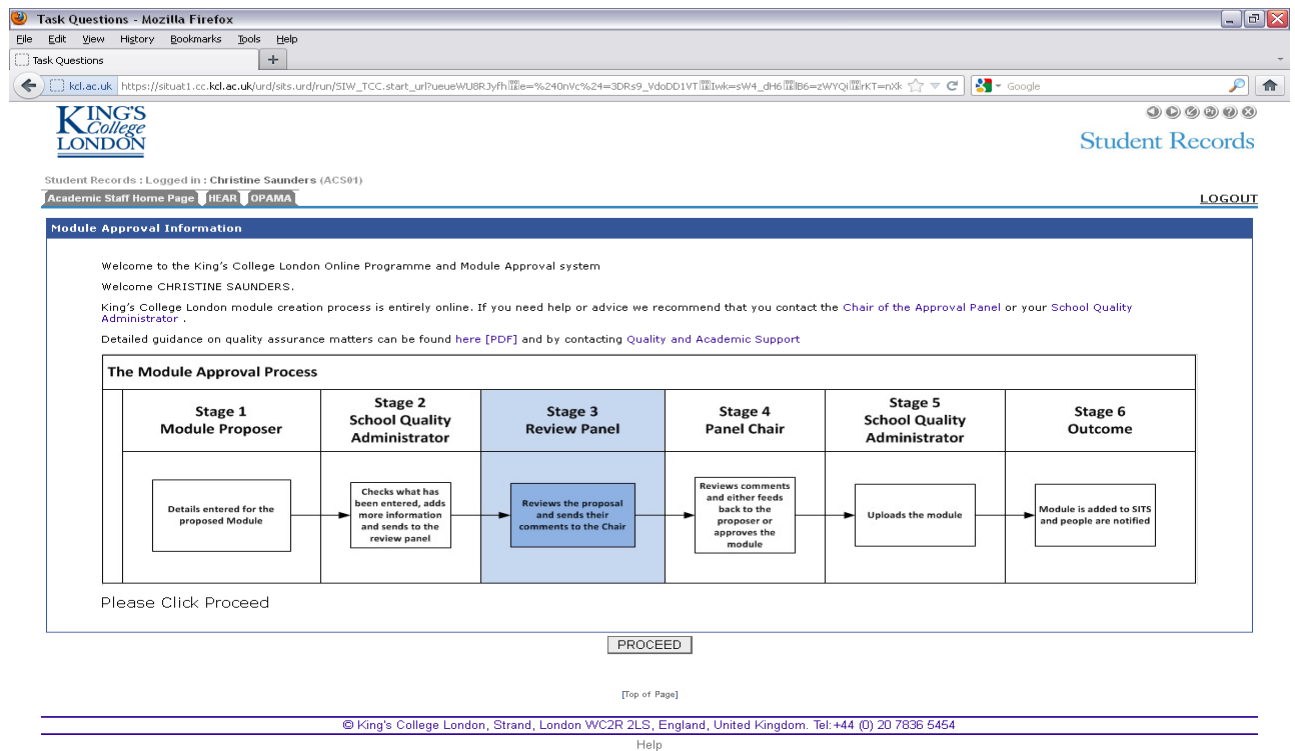 Task Questions - Mozilla Firefox
File Edit View History Bookmarks Tools Help
Task Questions +
kcl.ac.uk
Google
KING'S
College
LONDON
Student Records
Student Records : Logged in : Christine Saunders (ACS01)
Academic Staff Home Page HEAR OPAMA LOGOUT
Module Approval Information
Welcome to the King's College London Online Programme and Module Approval system
Welcome CHRISTINE SAUNDERS.
King's College London module creation process is entirely online. If you need help or advice we recommend that you contact the Chair of the Approval Panel or your School Quality
Administrator .
Detailed guidance on quality assurance matters can be found here [PDF] and by contacting Quality and Academic Support
The Module Approval Process
Stage 1
Module Proposer
Stage 2
School Quality
Administrator
Stage 3
Review Panel
Stage 4
Panel Chair
Stage 5
School Quality
Administrator
Stage 6
Outcome
Details entered for the
proposed Module
Checks what has
been entered, adds
more information
and sends to the
review panel
Reviews the proposal
and sends their
comments to the Chair
Reviews comments
and either feeds
back to the
proposer or
approves the
module
Uploads the module
Module is added to SITS
and people are notified
Please Click Proceed
PROCEED
[Top of Page]
© King's College London, Strand, London WC2R 2LS, England, United Kingdom. Tel:+44 (0) 20 7836 5454
Help